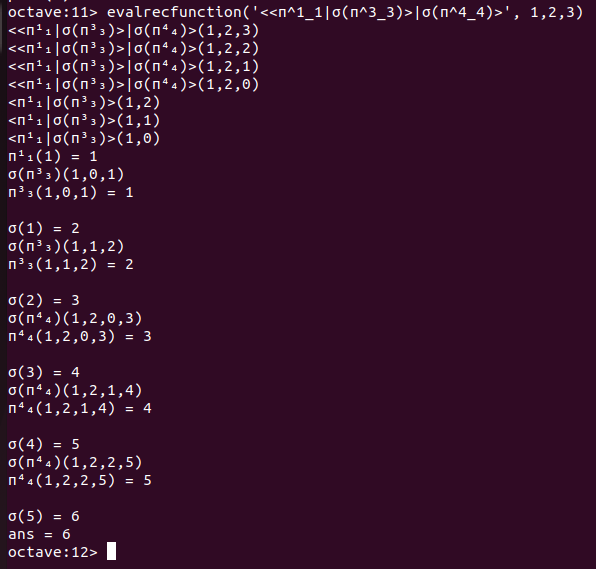 octave:11> evalrecfunction('<<π^1_1|σ(π^3_3)>|σ(π^4_4)>', 1,2,3)
<<π¹₁|σ(π³₃)>|σ(π⁴₄)>(1,2,3)
<<π¹₁|σ(π³₃)>|σ(π⁴₄)>(1,2,2)
<<π¹₁|σ(π³₃)>|σ(π⁴₄)>(1,2,1)
<<π¹₁|σ(π³₃)>|σ(π⁴₄)>(1,2,0)
<π¹₁|σ(π³₃)>(1,2)
<π¹₁|σ(π³₃)>(1,1)
<π¹₁|σ(π³₃)>(1,0)
π¹₁(1) = 1
σ(π³₃)(1,0,1)
π³₃(1,0,1) = 1

σ(1) = 2
σ(π³₃)(1,1,2)
π³₃(1,1,2) = 2

σ(2) = 3
σ(π⁴₄)(1,2,0,3)
π⁴₄(1,2,0,3) = 3

σ(3) = 4
σ(π⁴₄)(1,2,1,4)
π⁴₄(1,2,1,4) = 4

σ(4) = 5
σ(π⁴₄)(1,2,2,5)
π⁴₄(1,2,2,5) = 5

σ(5) = 6
ans = 6
octave:12>